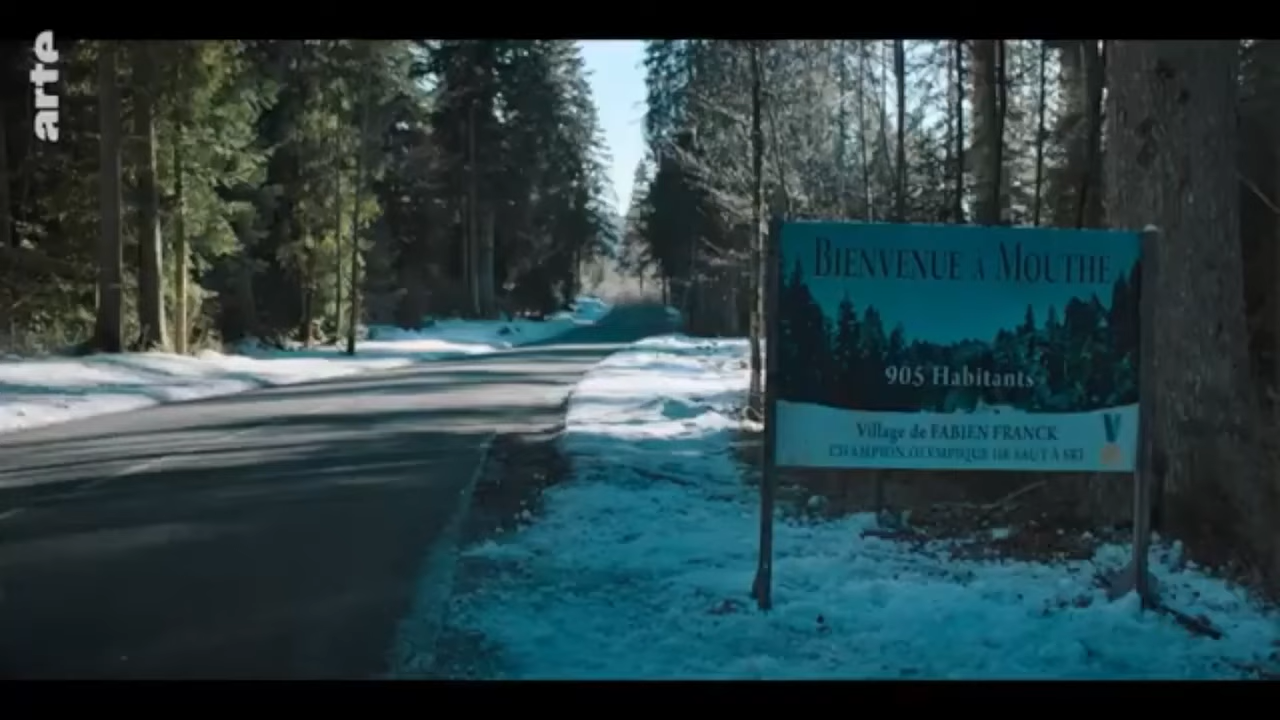 arte
BIENVENUE à MOUTHE
905 Habitants
Village de FABIEN FRANCK
CHAMPION OLYMPIQUE DE SAUT À SKI